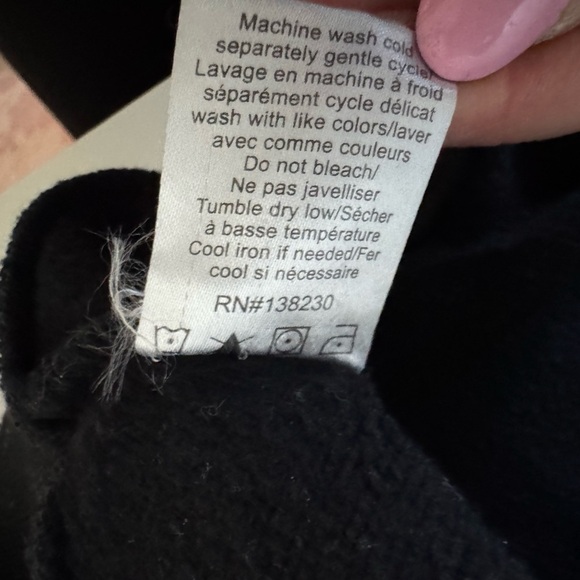 Machine wash cold
separately gentle cycle/
Lavage en machine à froid
séparément cycle délicat
wash with like colors/laver
avec comme couleurs
Do not bleach/
Ne pas javelliser
Tumble dry low/Sécher
à basse température
Cool iron if needed/Fer
cool si nécessaire
RN#138230